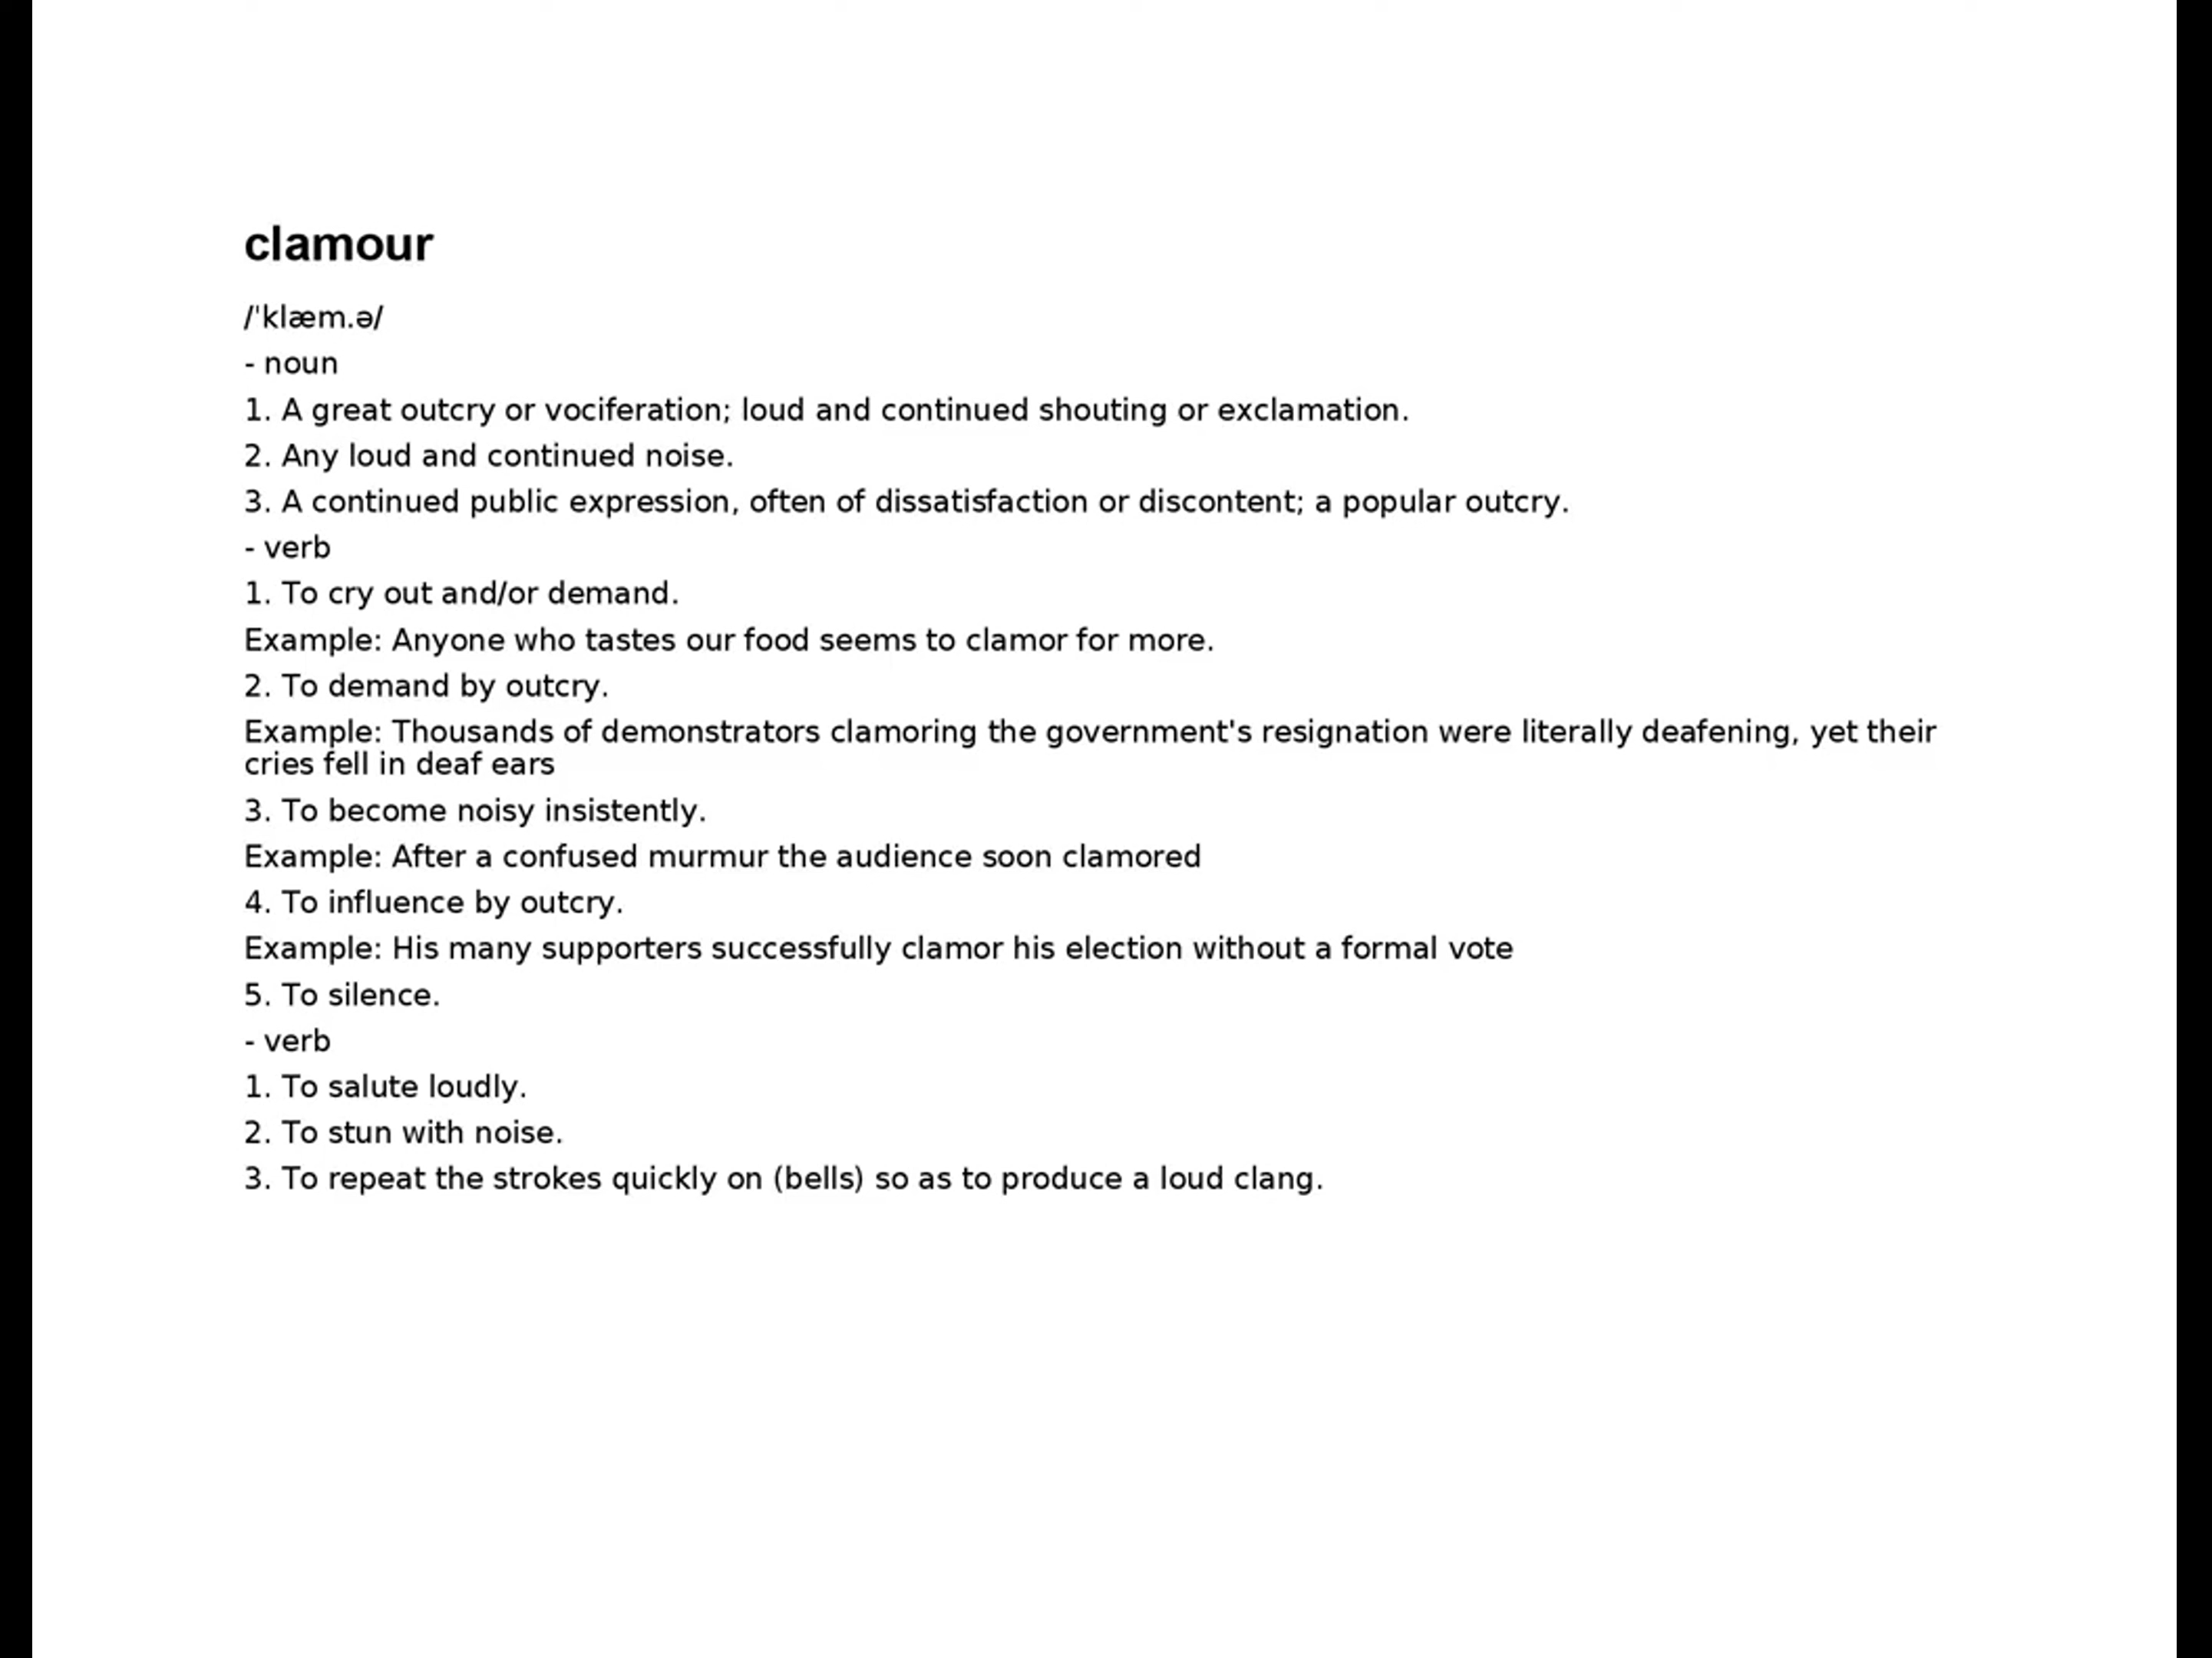 clamour
/ˈklæm.ə/
- noun
1. A great outcry or vociferation; loud and continued shouting or exclamation.
2. Any loud and continued noise.
3. A continued public expression, often of dissatisfaction or discontent; a popular outcry.
- verb
1. To cry out and/or demand.
Example: Anyone who tastes our food seems to clamor for more.
2. To demand by outcry.
Example: Thousands of demonstrators clamoring the government's resignation were literally deafening, yet their
cries fell in deaf ears
3. To become noisy insistently.
Example: After a confused murmur the audience soon clamored
4. To influence by outcry.
Example: His many supporters successfully clamor his election without a formal vote
5. To silence.
- verb
1. To salute loudly.
2. To stun with noise.
3. To repeat the strokes quickly on (bells) so as to produce a loud clang.